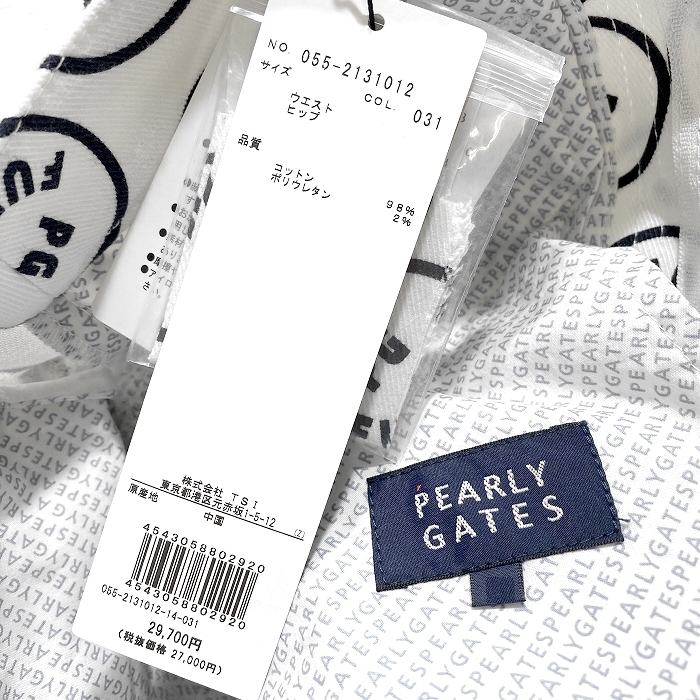 NO. 055-2131012
サイズ COL. 031
ウエスト
ヒップ
品質
コットン 98%
ポリウレタン 2%
株式会社 TSI
東京都港区元赤坂1-5-12
原産地 中国 (Z)
4543058802920
4543058802920
055-2131012-14-031
29,700円
(税抜価格 27,000円)
PEARLY
GATES
PG